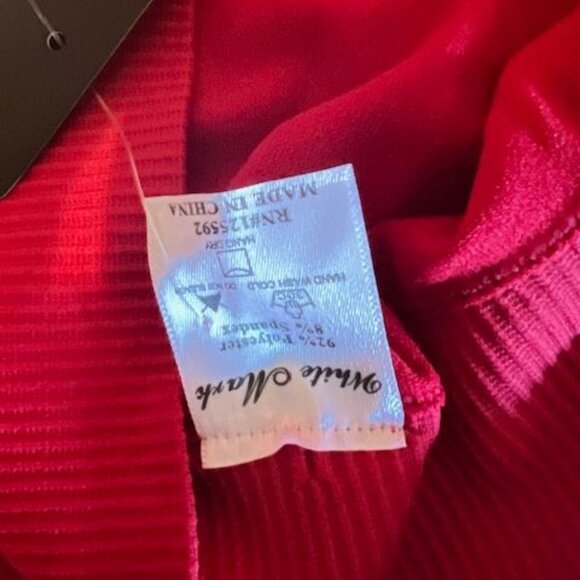 White Mark
92% Polyester
8% Spandex
30C
HAND WASH COLD DO NOT BLEACH
HANG DRY
RN#125592
MADE IN CHINA